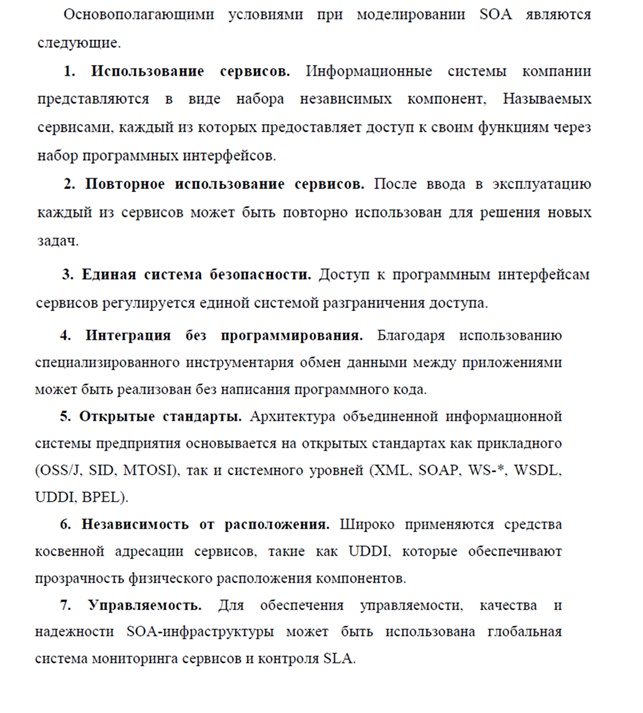 Основополагающими условиями при моделировании SOA являются
следующие.
1. Использование сервисов. Информационные системы компании
представляются в виде набора независимых компонент, Называемых
сервисами, каждый из которых предоставляет доступ к своим функциям через
набор программных интерфейсов.
2. Повторное использование сервисов. После ввода в эксплуатацию
каждый из сервисов может быть повторно использован для решения новых
задач.
3. Единая система безопасности. Доступ к программным интерфейсам
сервисов регулируется единой системой разграничения доступа.
4. Интеграция без программирования. Благодаря использованию
специализированного инструментария обмен данными между приложениями
может быть реализован без написания программного кода.
5. Открытые стандарты. Архитектура объединенной информационной
системы предприятия основывается на открытых стандартах как прикладного
(OSS/J, SID, MTOSI), так и системного уровней (XML, SOAP, WS-*, WSDL,
UDDI, BPEL).
6. Независимость от расположения. Широко применяются средства
косвенной адресации сервисов, такие как UDDI, которые обеспечивают
прозрачность физического расположения компонентов.
7. Управляемость. Для обеспечения управляемости, качества и
надежности SOA-инфраструктуры может быть использована глобальная
система мониторинга сервисов и контроля SLA.